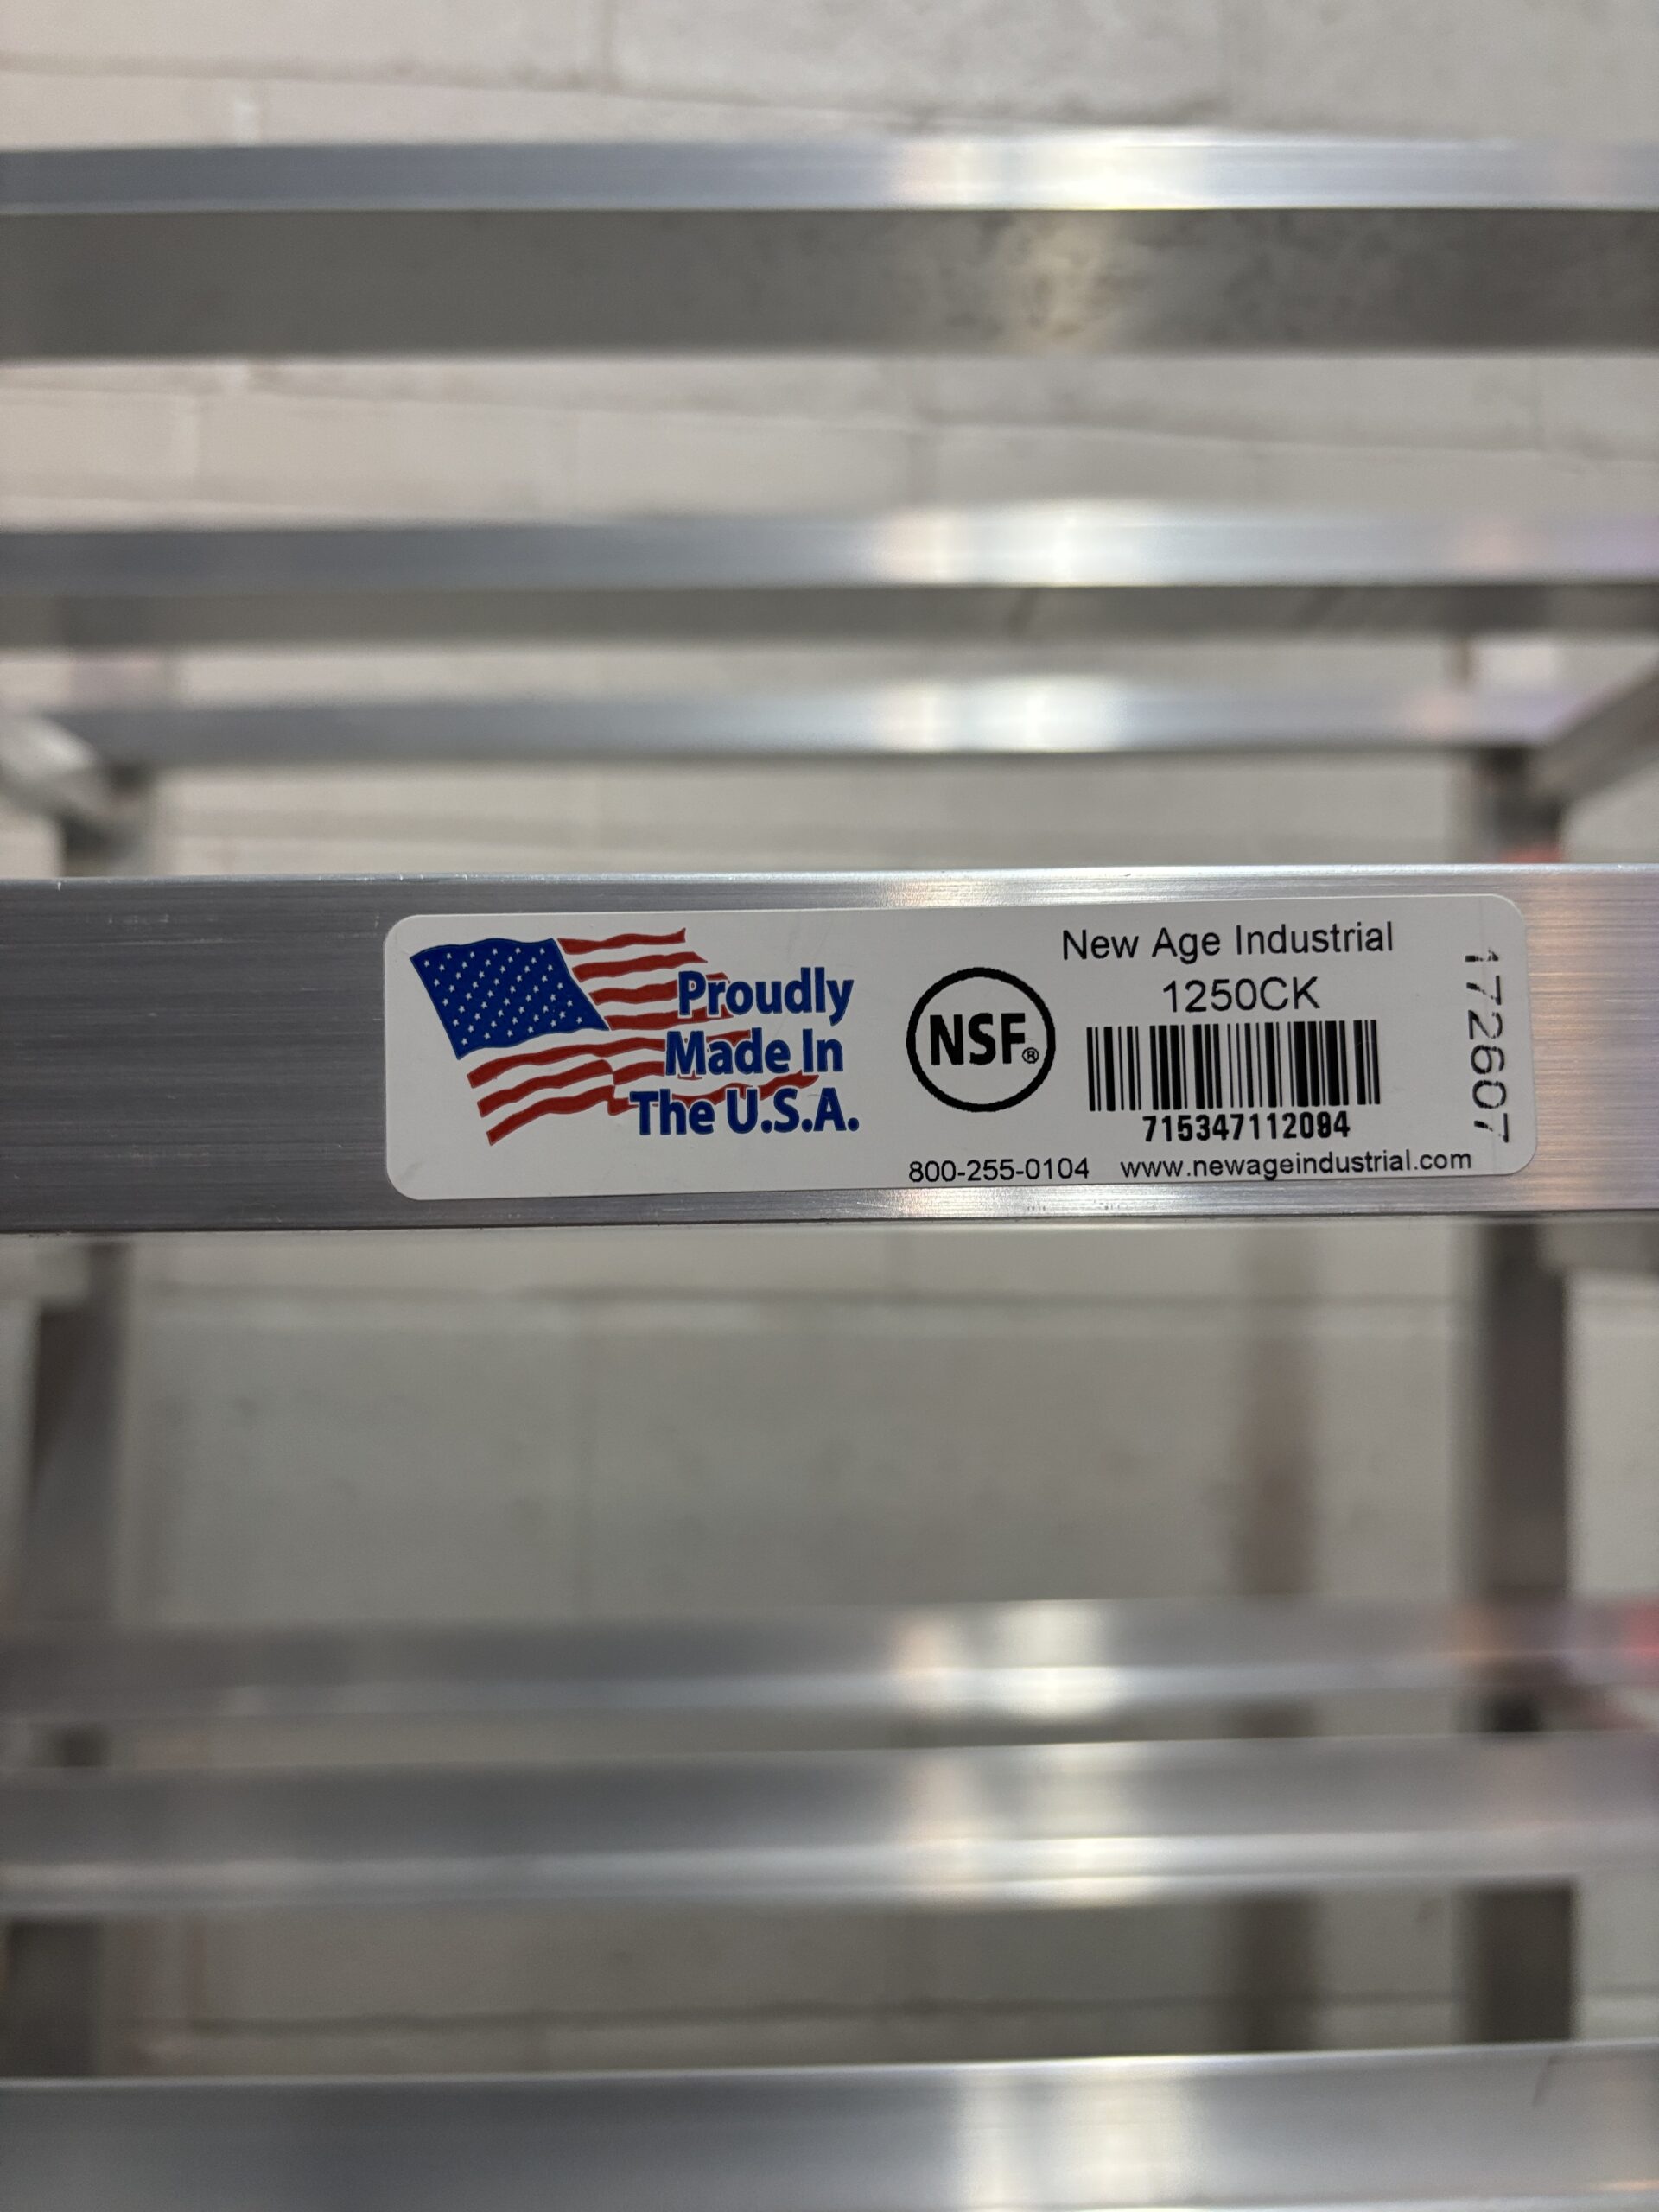 Proudly
Made In
The U.S.A.
NSF®
New Age Industrial
1250CK
715347112094
800-255-0104 www.newageindustrial.com
172607